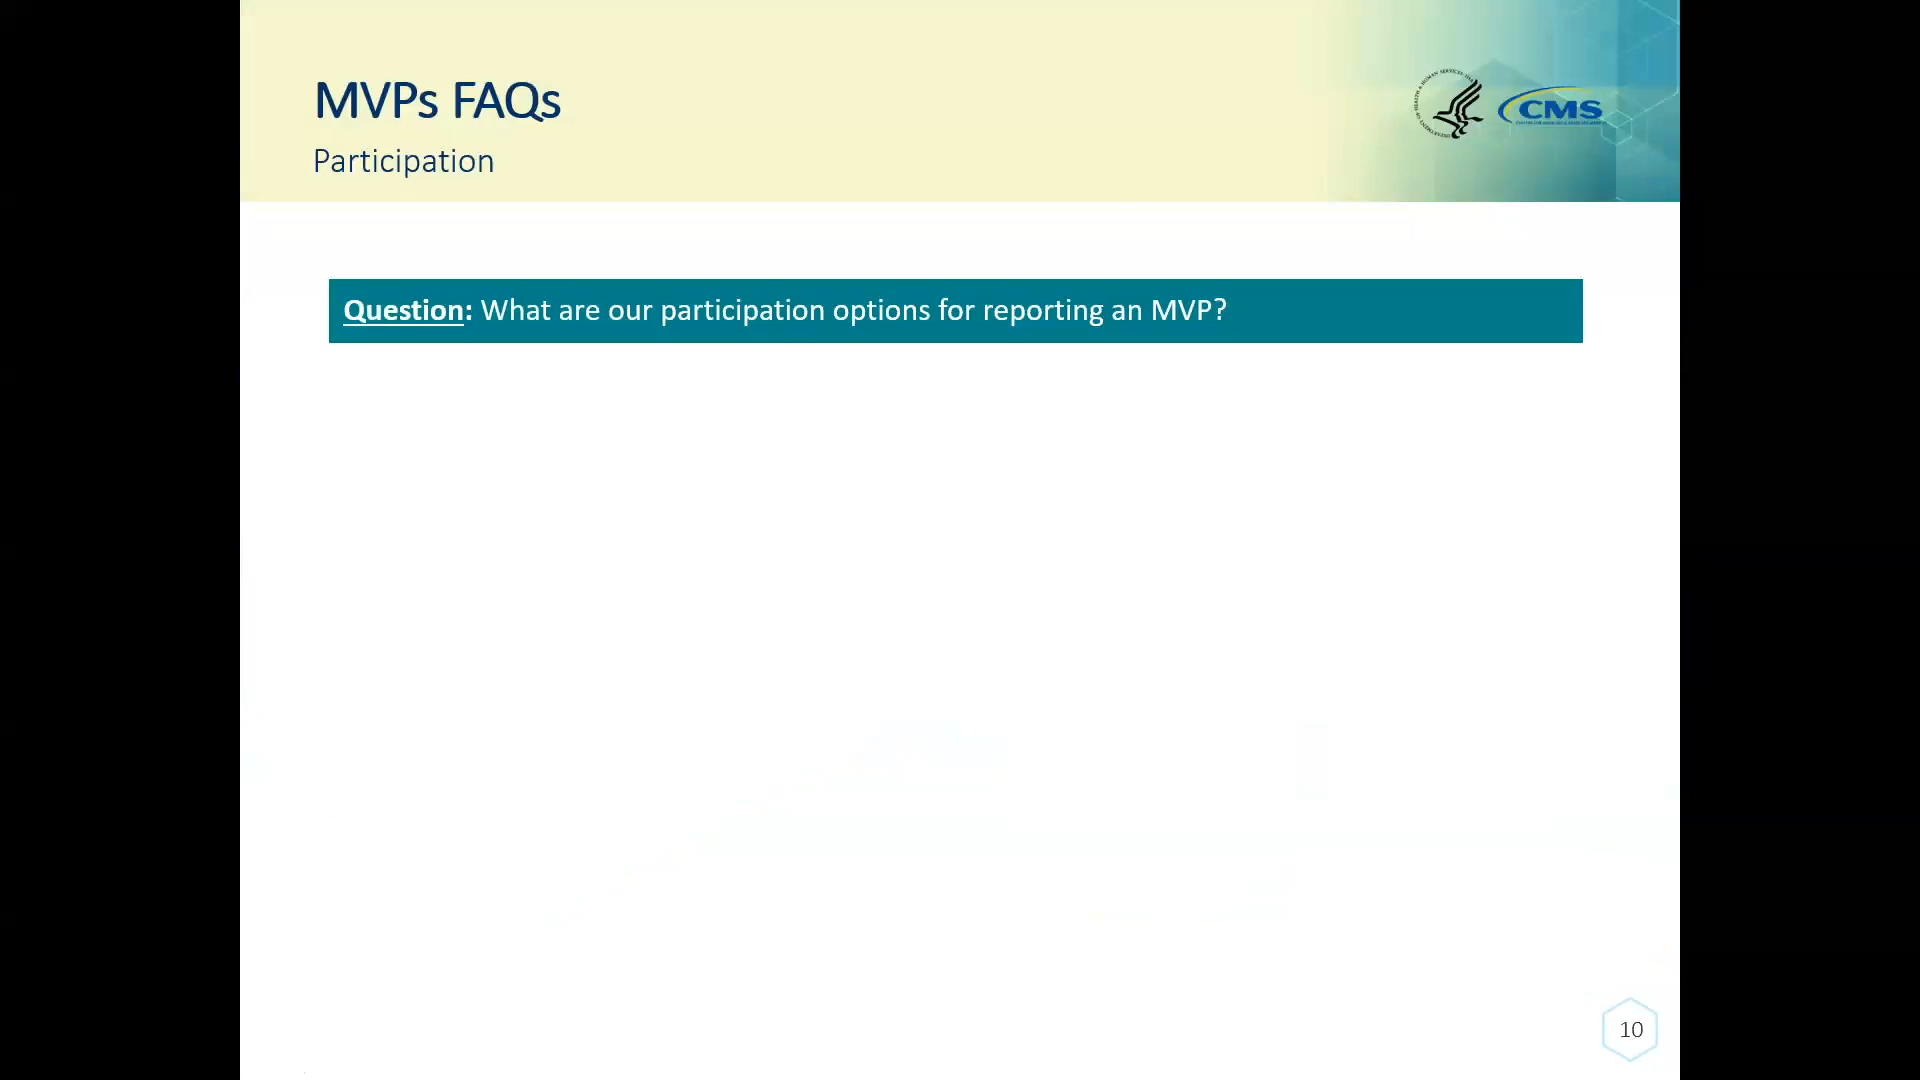 MVPs FAQs
Participation
CMS
Question: What are our participation options for reporting an MVP?
10